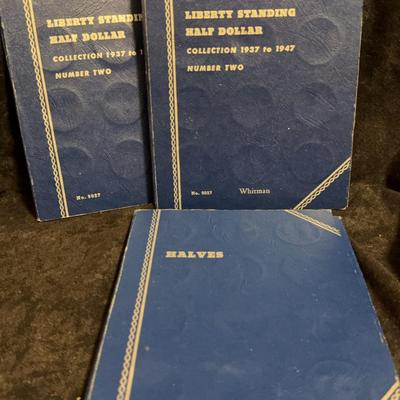 LIBERTY STANDING
HALF DOLLAR
COLLECTION 1937 to
NUMBER TWO
No. 9027
LIBERTY STANDING
HALF DOLLAR
COLLECTION 1937 to 1947
NUMBER TWO
No. 9027
Whitman
HALVES